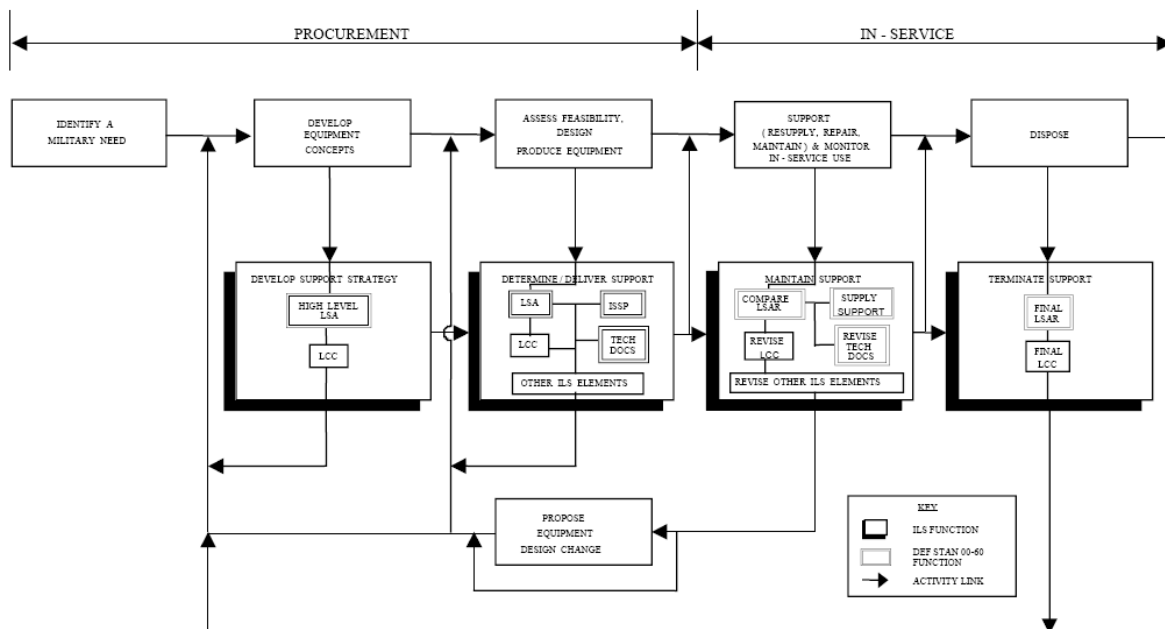 PROCUREMENT
IN - SERVICE
IDENTIFY A
MILITARY NEED
DEVELOP
EQUIPMENT
CONCEPTS
ASSESS FEASIBILITY,
DESIGN
PRODUCE EQUIPMENT
SUPPORT
( RESUPPLY, REPAIR,
MAINTAIN ) & MONITOR
IN - SERVICE USE
DISPOSE
DEVELOP SUPPORT STRATEGY
HIGH LEVEL
LSA
LCC
DETERMINE / DELIVER SUPPORT
LSA
ISSP
LCC
TECH
DOCS
OTHER ILS ELEMENTS
MAINTAIN SUPPORT
COMPARE
LSAR
SUPPLY
SUPPORT
REVISE
LCC
REVISE
TECH
DOCS
REVISE OTHER ILS ELEMENTS
TERMINATE SUPPORT
FINAL
LSAR
FINAL
LCC
PROPOSE
EQUIPMENT
DESIGN CHANGE
KEY
ILS FUNCTION
DEF STAN 00-60
FUNCTION
ACTIVITY LINK